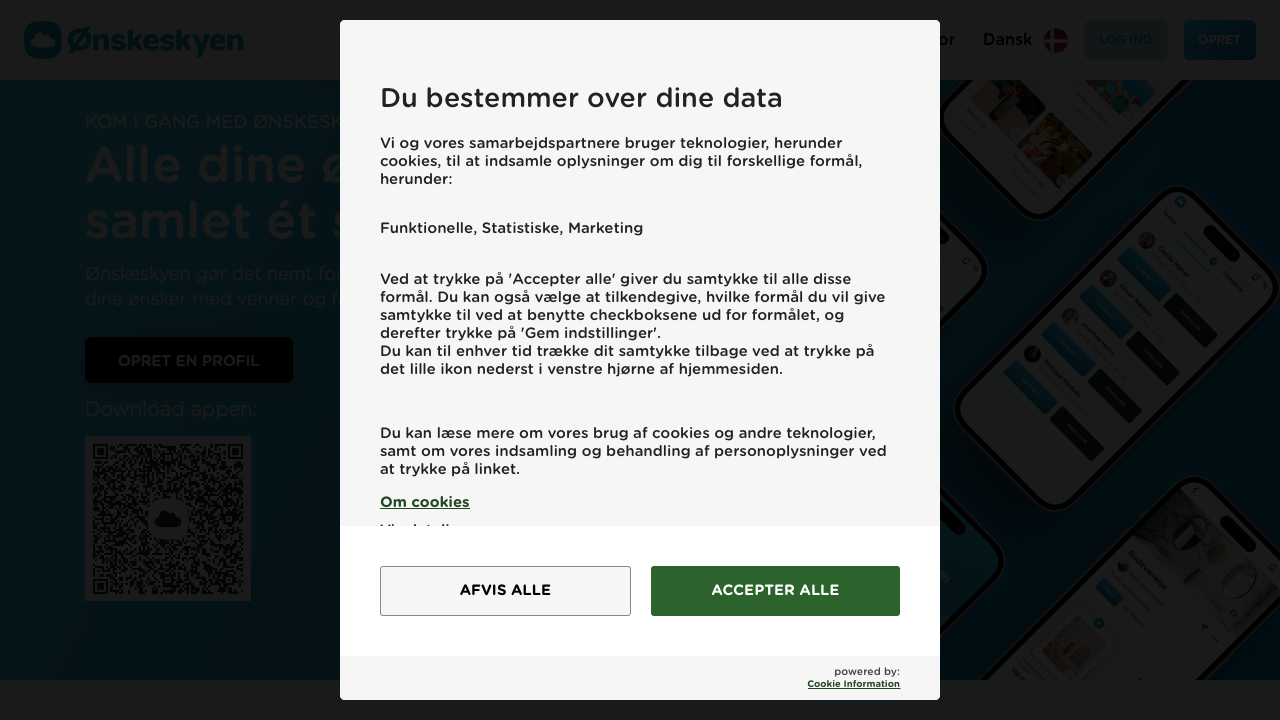 Ønskeskyen
or
Dansk
LOG IND
OPRET
KOM I GANG MED ØNSKESK
Alle dine ø
samlet ét s
Ønskeskyen gør det nemt for
dine ønsker med venner og fa
OPRET EN PROFIL
Download appen:
Du bestemmer over dine data
Vi og vores samarbejdspartnere bruger teknologier, herunder
cookies, til at indsamle oplysninger om dig til forskellige formål,
herunder:
Funktionelle, Statistiske, Marketing
Ved at trykke på 'Accepter alle' giver du samtykke til alle disse
formål. Du kan også vælge at tilkendegive, hvilke formål du vil give
samtykke til ved at benytte checkboksene ud for formålet, og
derefter trykke på 'Gem indstillinger'.
Du kan til enhver tid trække dit samtykke tilbage ved at trykke på
det lille ikon nederst i venstre hjørne af hjemmesiden.
Du kan læse mere om vores brug af cookies og andre teknologier,
samt om vores indsamling og behandling af personoplysninger ved
at trykke på linket.
Om cookies
AFVIS ALLE
ACCEPTER ALLE
powered by:
Cookie Information
Badeværelse